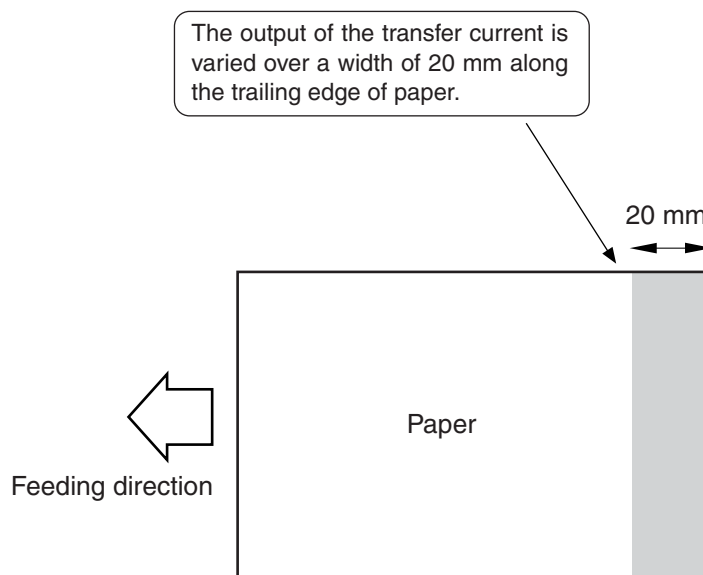 The output of the transfer current is
varied over a width of 20 mm along
the trailing edge of paper.
20 mm
Paper
Feeding direction